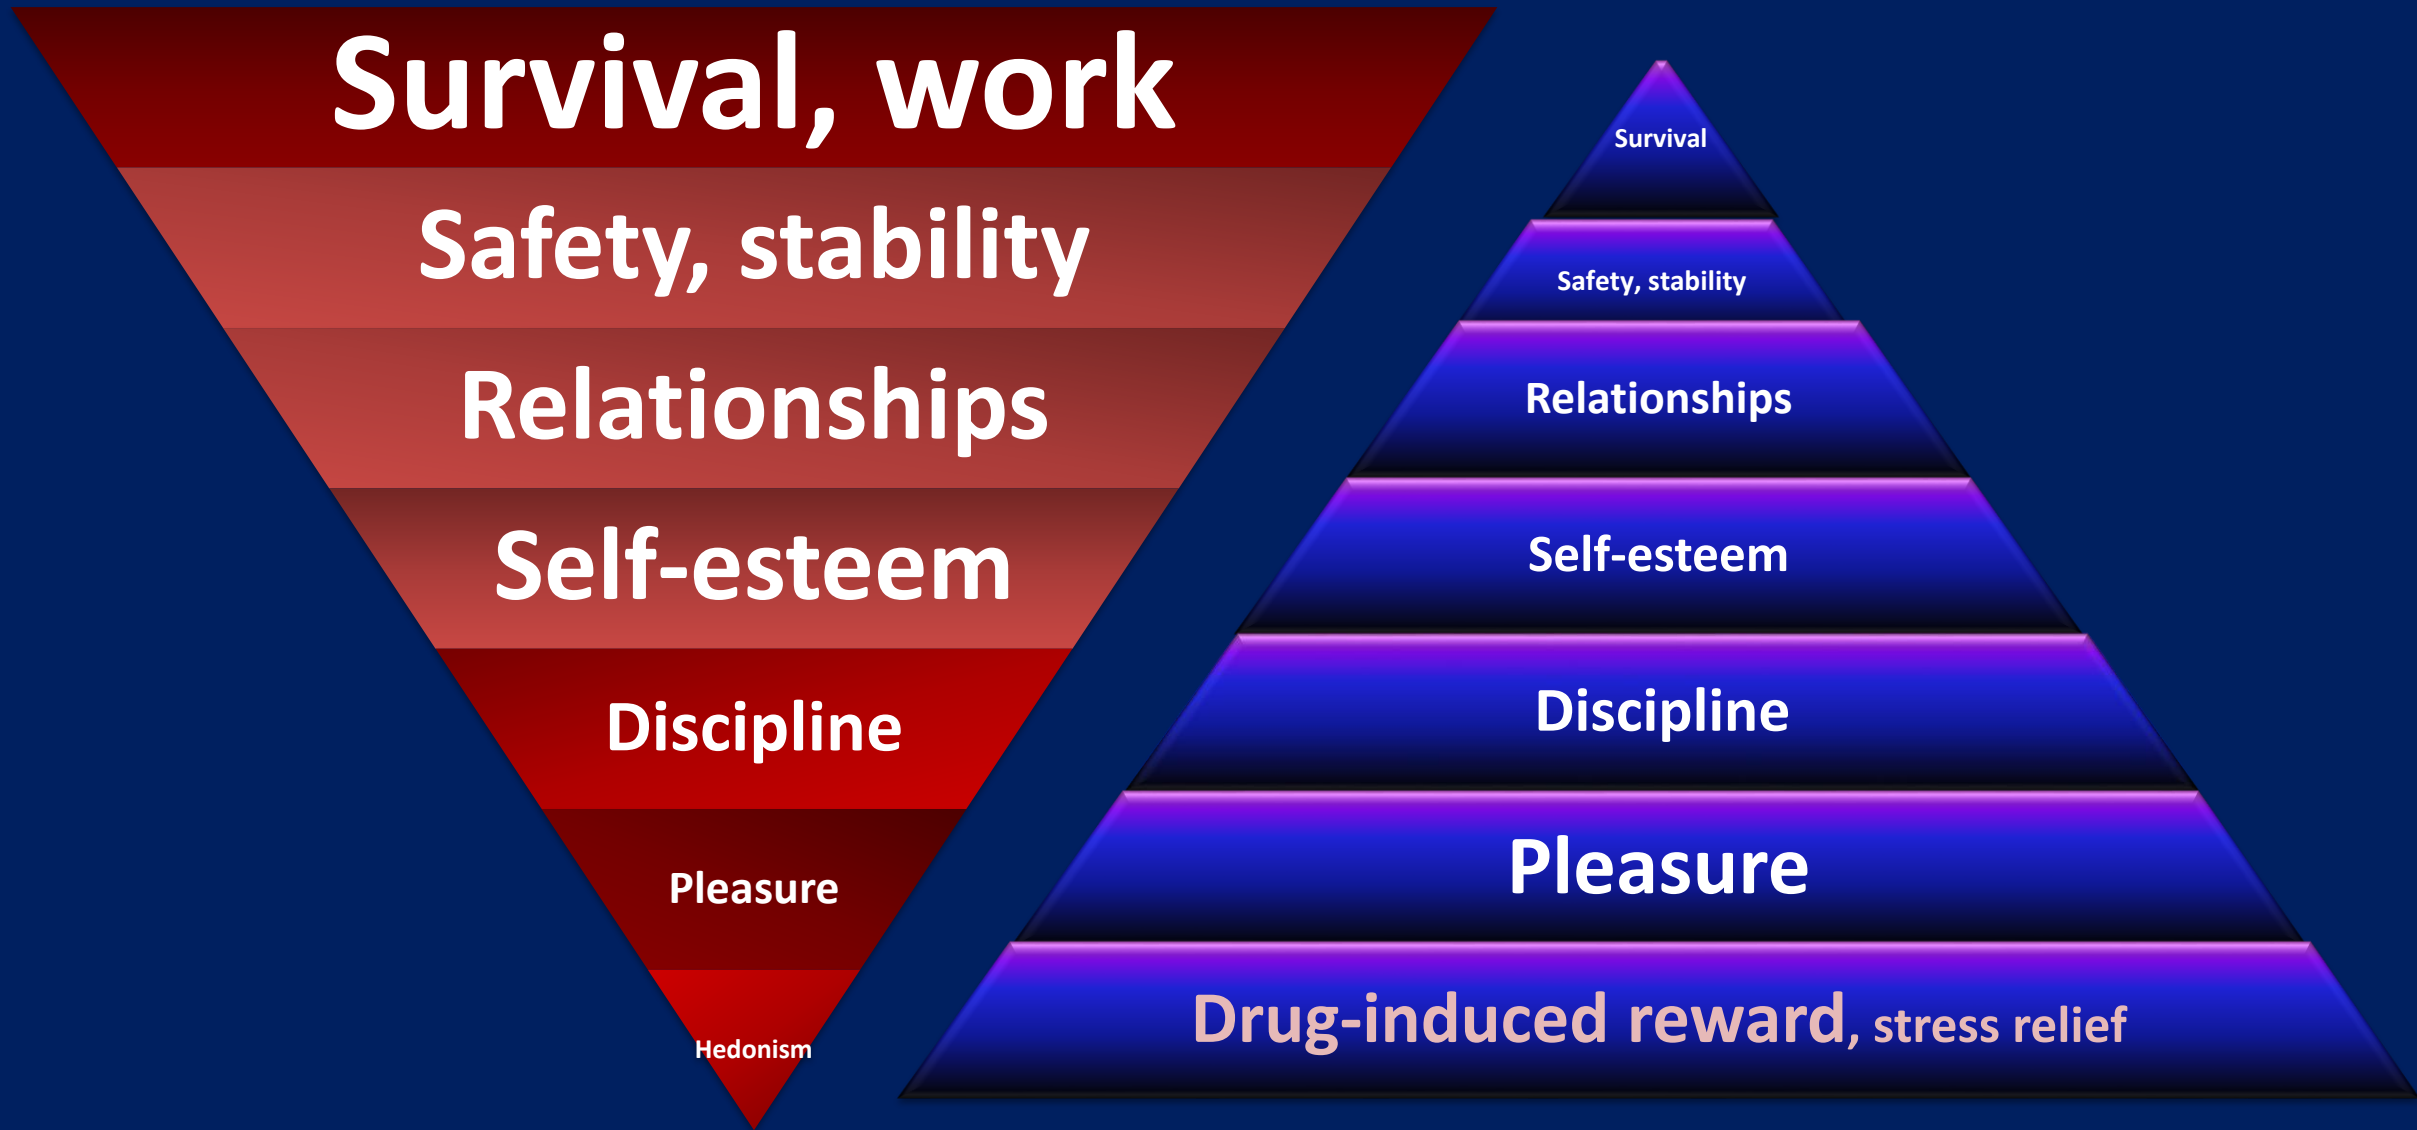 Survival, work
Safety, stability
Relationships
Self-esteem
Discipline
Pleasure
Hedonism
Survival
Safety, stability
Relationships
Self-esteem
Discipline
Pleasure
Drug-induced reward, stress relief